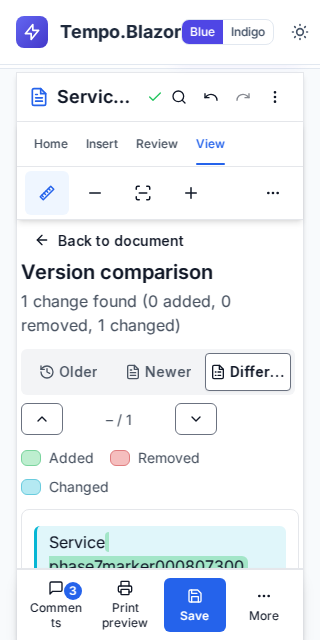 Tempo.Blazor
Blue
Indigo
Servic...
Home
Insert
Review
View
Back to document
Version comparison
1 change found (0 added, 0
removed, 1 changed)
Older
Newer
Differ...
– / 1
Added
Removed
Changed
Service
phase7marker000807300
3
Commen
ts
Print
preview
Save
More